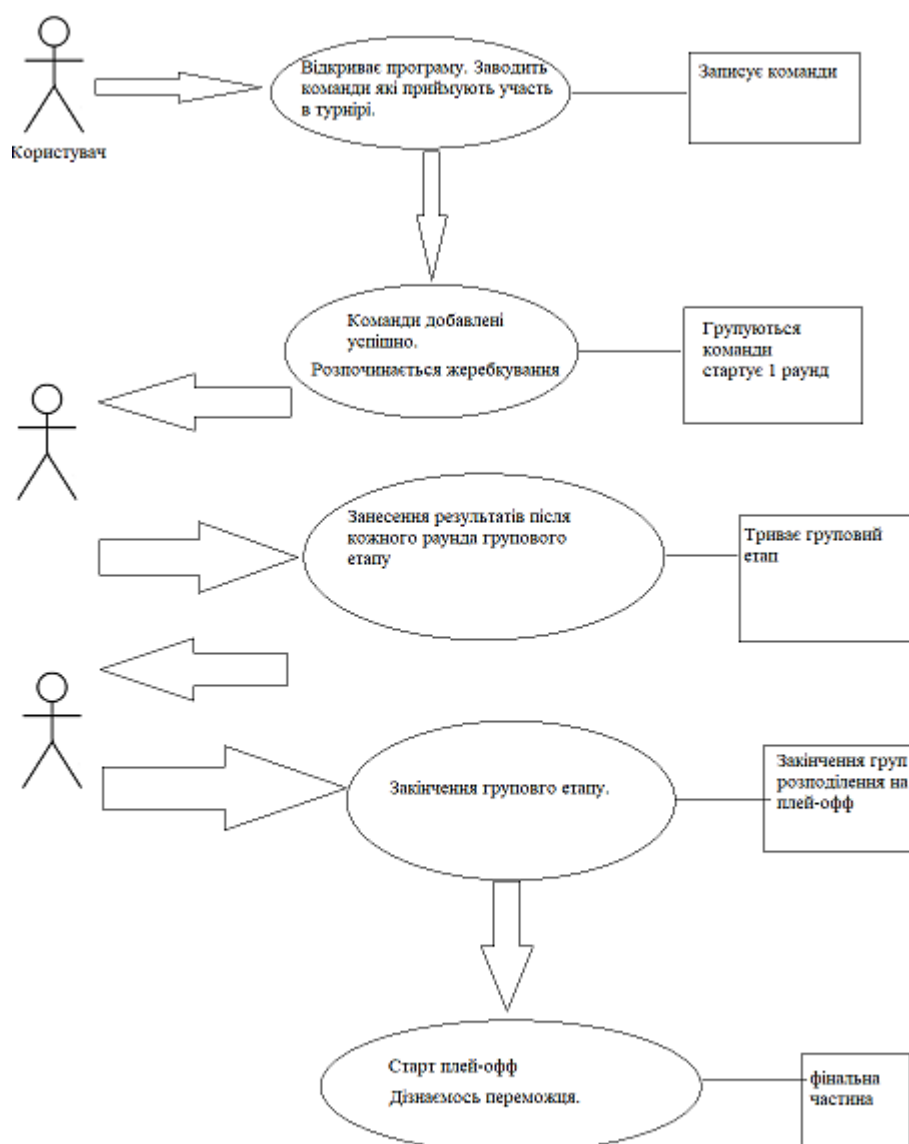 Відкриває програму. Заводить
команди які приймують участь
в турнірі.
Записує команди
Користувач
Команди добавлені
успішно.
Розпочинається жеребкування
Групуються
команди
стартує 1 раунд
Занесення результатів після
кожного раунда групового
етапу
Триває груповий
етап
Закінчення групвго етапу.
Закінчення груп
розподілення на
плей-офф
Старт плей-офф
Дізнаємось переможця.
фінальна
частина